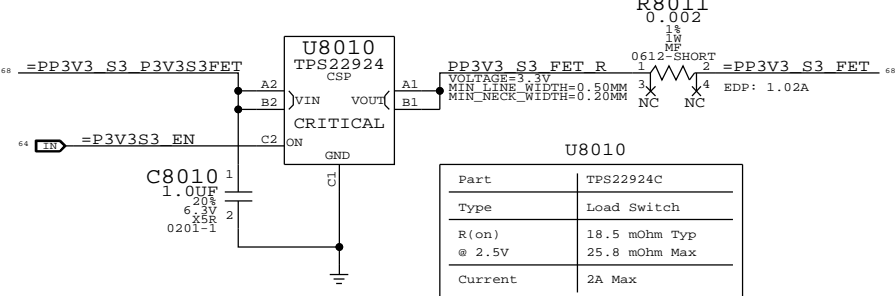 R8011
0.002
1%
1W
MF
0612-SHORT
68 =PP3V3_S3_P3V3S3FET
U8010
TPS22924
CSP
A2
B2
VIN
VOUT
A1
B1
CRITICAL
C2
ON
GND
C1
PP3V3_S3_FET_R
VOLTAGE=3.3V
MIN_LINE_WIDTH=0.50MM
MIN_NECK_WIDTH=0.20MM
1
2
3
4
NC
NC
=PP3V3_S3_FET 68
EDP: 1.02A
64 IN =P3V3S3_EN
C8010
1.0UF
20%
6.3V
X5R
0201-1
1
2
U8010
Part TPS22924C
Type Load Switch
R(on) 18.5 mOhm Typ
@ 2.5V 25.8 mOhm Max
Current 2A Max